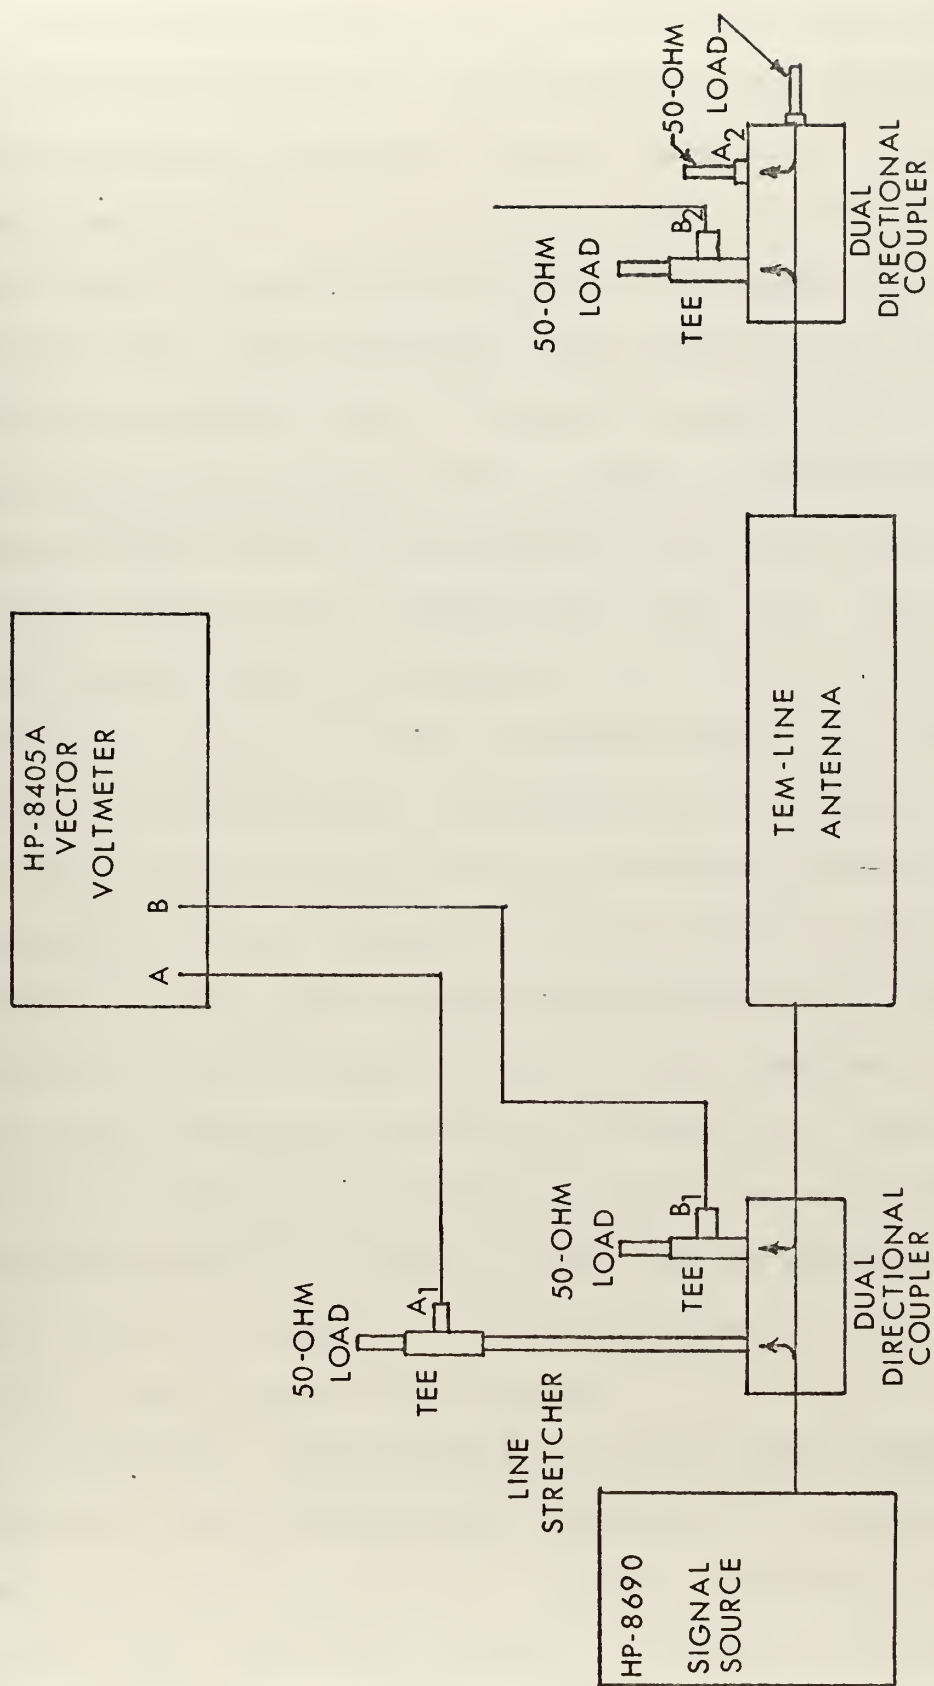 HP-8405A
VECTOR
VOLTMETER
A
B
50-OHM
LOAD
TEE
A1
LINE
STRETCHER
50-OHM
LOAD
TEE
B1
50-OHM
LOAD
TEE
B2
50-OHM
LOAD
A2
HP-8690
SIGNAL
SOURCE
DUAL
DIRECTIONAL
COUPLER
TEM-LINE
ANTENNA
DUAL
DIRECTIONAL
COUPLER